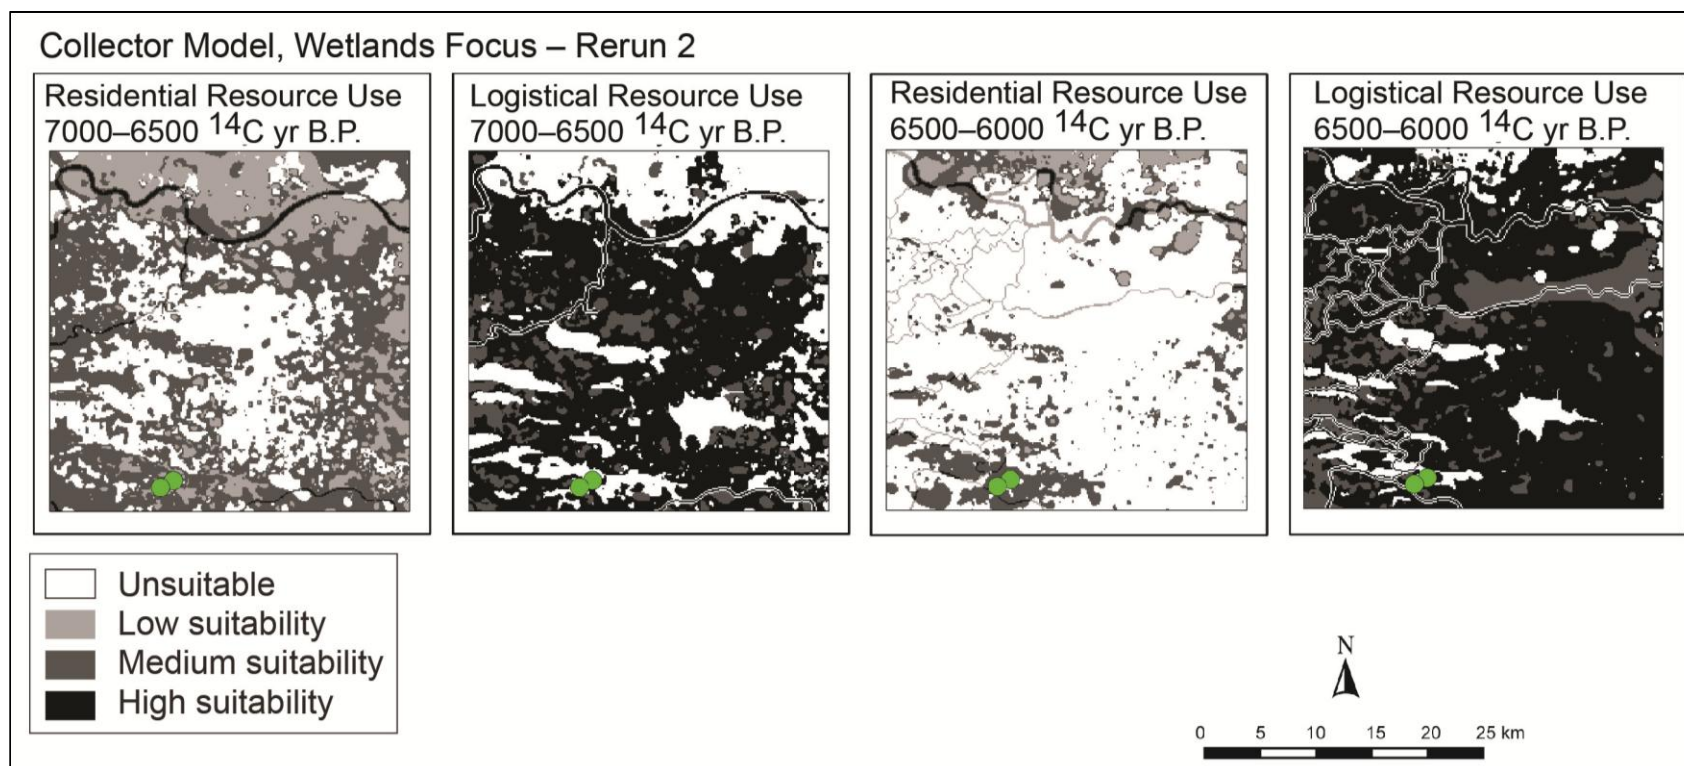 Collector Model, Wetlands Focus – Rerun 2
Residential Resource Use
7000–6500 ¹⁴C yr B.P.
Logistical Resource Use
7000–6500 ¹⁴C yr B.P.
Residential Resource Use
6500–6000 ¹⁴C yr B.P.
Logistical Resource Use
6500–6000 ¹⁴C yr B.P.
Unsuitable
Low suitability
Medium suitability
High suitability
N
0 5 10 15 20 25 km